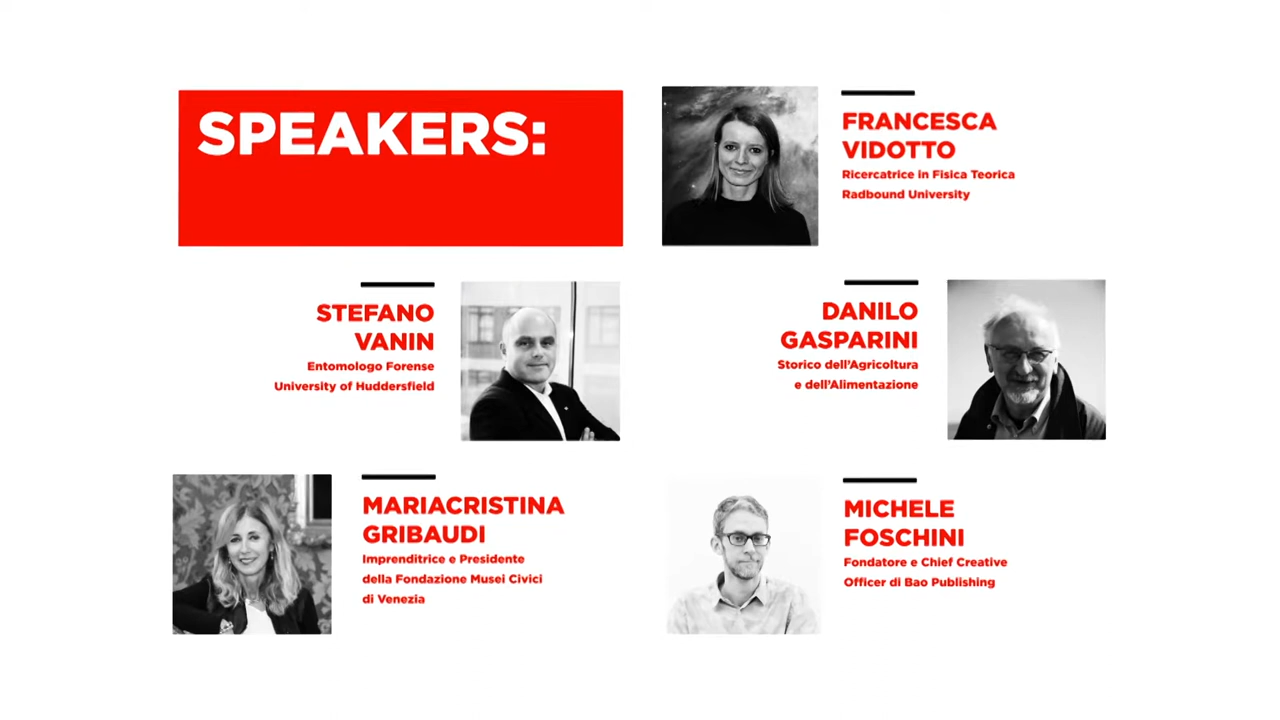 SPEAKERS:
FRANCESCA
VIDOTTO
Ricercatrice in Fisica Teorica
Radbound University
STEFANO
VANIN
Entomologo Forense
University of Huddersfield
DANILO
GASPARINI
Storico dell'Agricoltura
e dell'Alimentazione
MARIACRISTINA
GRIBAUDI
Imprenditrice e Presidente
della Fondazione Musei Civici
di Venezia
MICHELE
FOSCHINI
Fondatore e Chief Creative
Officer di Bao Publishing